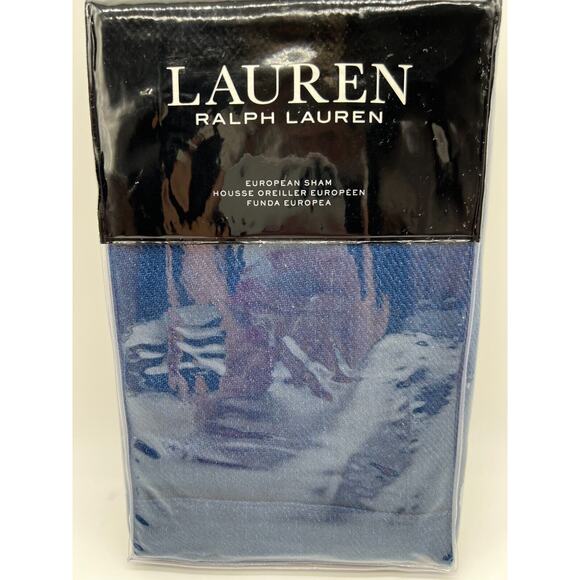 LAUREN
RALPH LAUREN
EUROPEAN SHAM
HOUSSE OREILLER EUROPÉEN
FUNDA EUROPEA